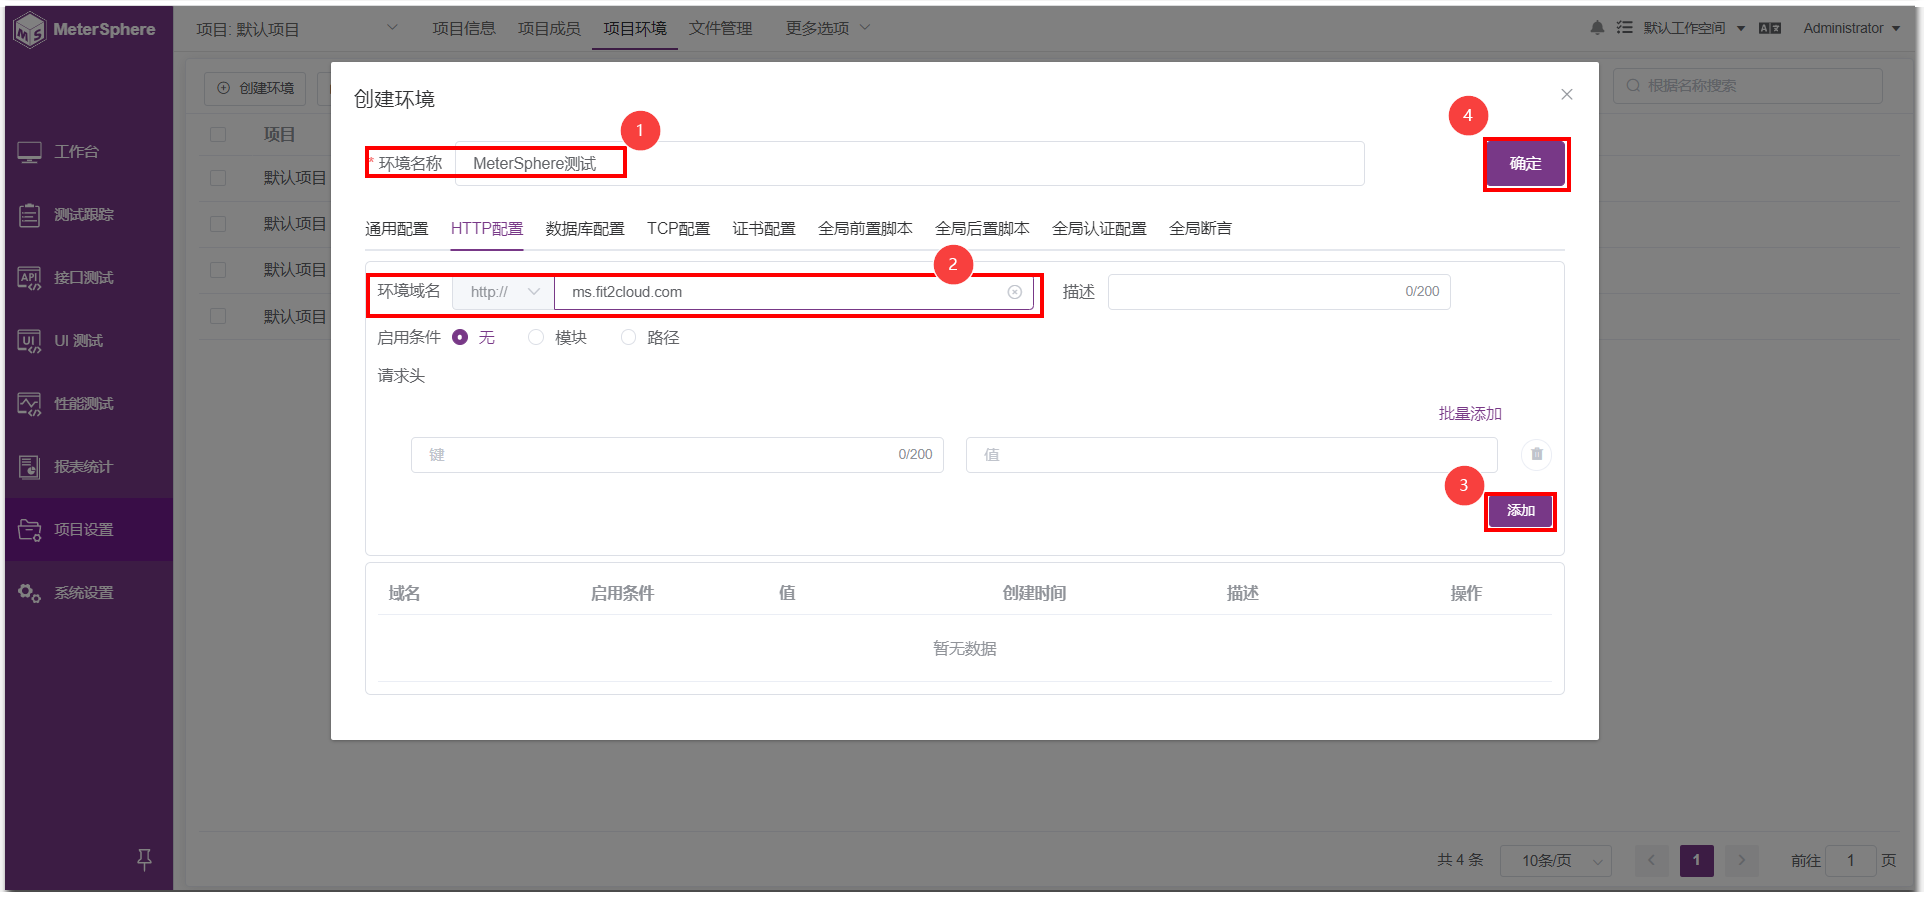 MeterSphere
项目: 默认项目
项目信息 项目成员 项目环境 文件管理 更多选项
默认工作空间
Administrator
创建环境
根据名称搜索
项目
默认项目
默认项目
默认项目
默认项目
工作台
测试跟踪
接口测试
UI 测试
性能测试
报表统计
项目设置
系统设置
创建环境
1
4
* 环境名称 MeterSphere测试
确定
通用配置 HTTP配置 数据库配置 TCP配置 证书配置 全局前置脚本 全局后置脚本 全局认证配置 全局断言
2
环境域名 http:// ms.fit2cloud.com 描述 0/200
启用条件 无 模块 路径
请求头
批量添加
键 0/200 值
3
添加
域名 启用条件 值 创建时间 描述 操作
暂无数据
共 4 条 10条/页 1 前往 1 页